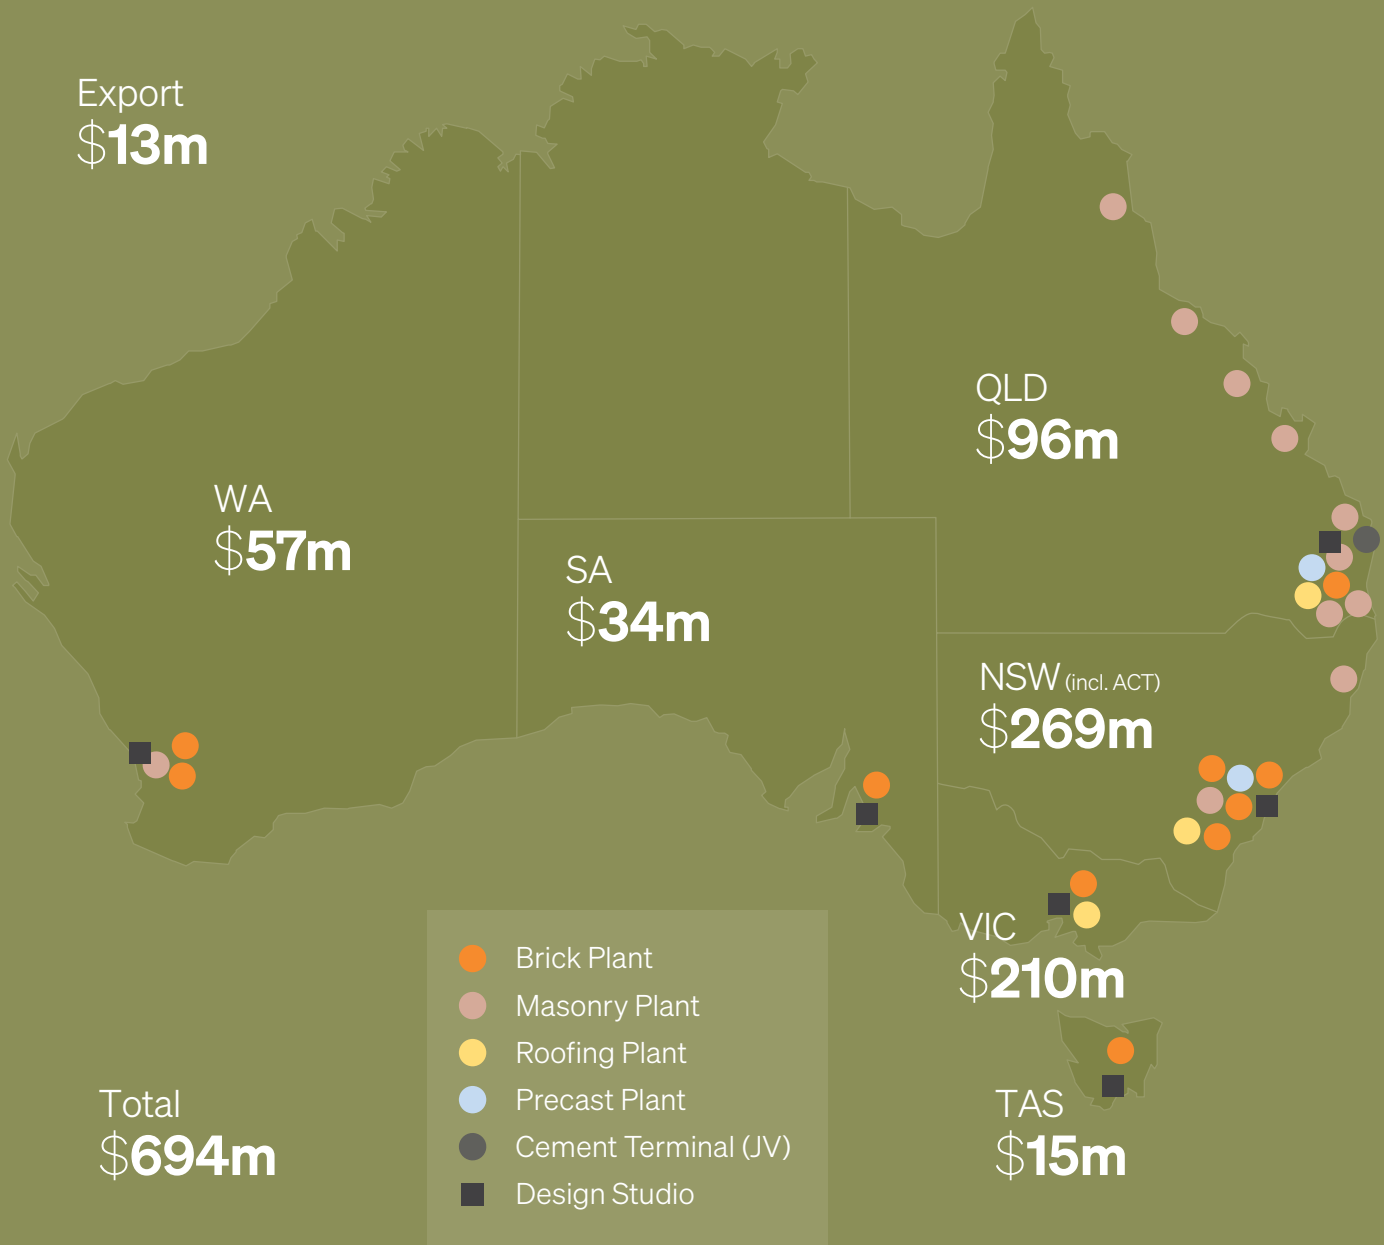 Export
$13m
QLD
$96m
WA
$57m
SA
$34m
NSW (incl. ACT)
$269m
VIC
$210m
TAS
$15m
Total
$694m
Brick Plant
Masonry Plant
Roofing Plant
Precast Plant
Cement Terminal (JV)
Design Studio